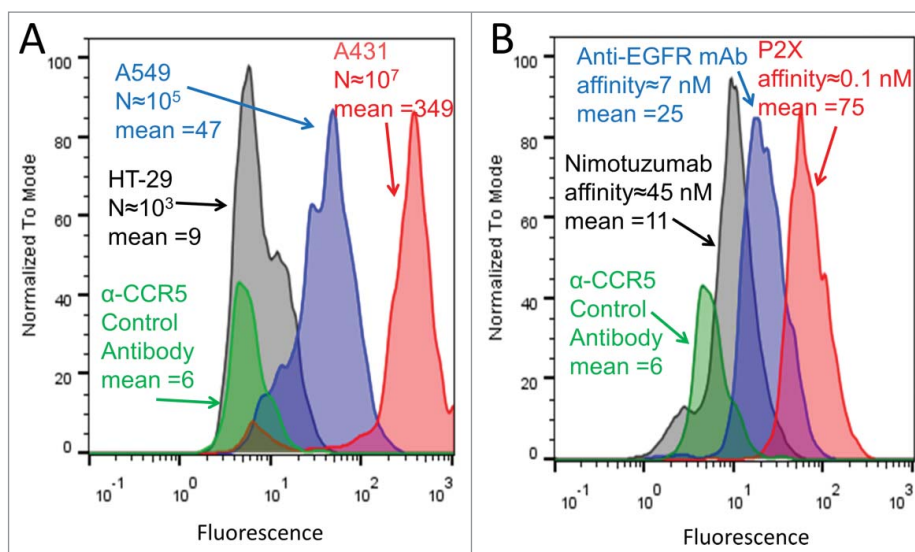 A
A549
N≈10⁵
mean =47
A431
N≈10⁷
mean =349
HT-29
N≈10³
mean =9
α-CCR5
Control
Antibody
mean =6
Normalized To Mode
100
80
60
40
20
0
10⁻¹
10⁰
10¹
10²
10³
Fluorescence
B
Anti-EGFR mAb
affinity≈7 nM
mean =25
P2X
affinity≈0.1 nM
mean =75
Nimotuzumab
affinity≈45 nM
mean =11
α-CCR5
Control
Antibody
mean =6
Normalized To Mode
100
80
60
40
20
0
10⁻¹
10⁰
10¹
10²
10³
Fluorescence